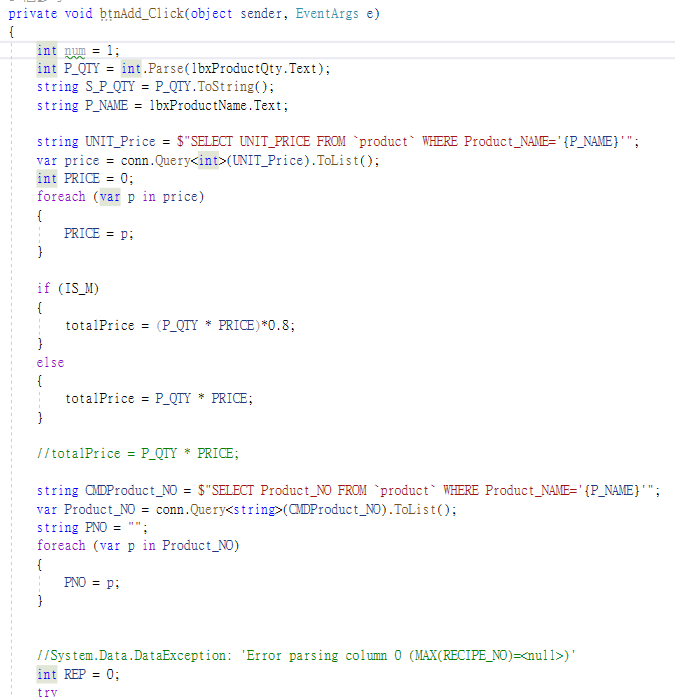 private void btnAdd_Click(object sender, EventArgs e)
{
int num = 1;
int P_QTY = int.Parse(lbxProductQty.Text);
string S_P_QTY = P_QTY.ToString();
string P_NAME = lbxProductName.Text;
string UNIT_Price = $"SELECT UNIT_PRICE FROM `product` WHERE Product_NAME='{P_NAME}'";
var price = conn.Query<int>(UNIT_Price).ToList();
int PRICE = 0;
foreach (var p in price)
{
PRICE = p;
}
if (IS_M)
{
totalPrice = (P_QTY * PRICE)*0.8;
}
else
{
totalPrice = P_QTY * PRICE;
}
//totalPrice = P_QTY * PRICE;
string CMDProduct_NO = $"SELECT Product_NO FROM `product` WHERE Product_NAME='{P_NAME}'";
var Product_NO = conn.Query<string>(CMDProduct_NO).ToList();
string PNO = "";
foreach (var p in Product_NO)
{
PNO = p;
}
//System.Data.DataException: 'Error parsing column 0 (MAX(RECIPE_NO)=<null>)'
int REP = 0;
try